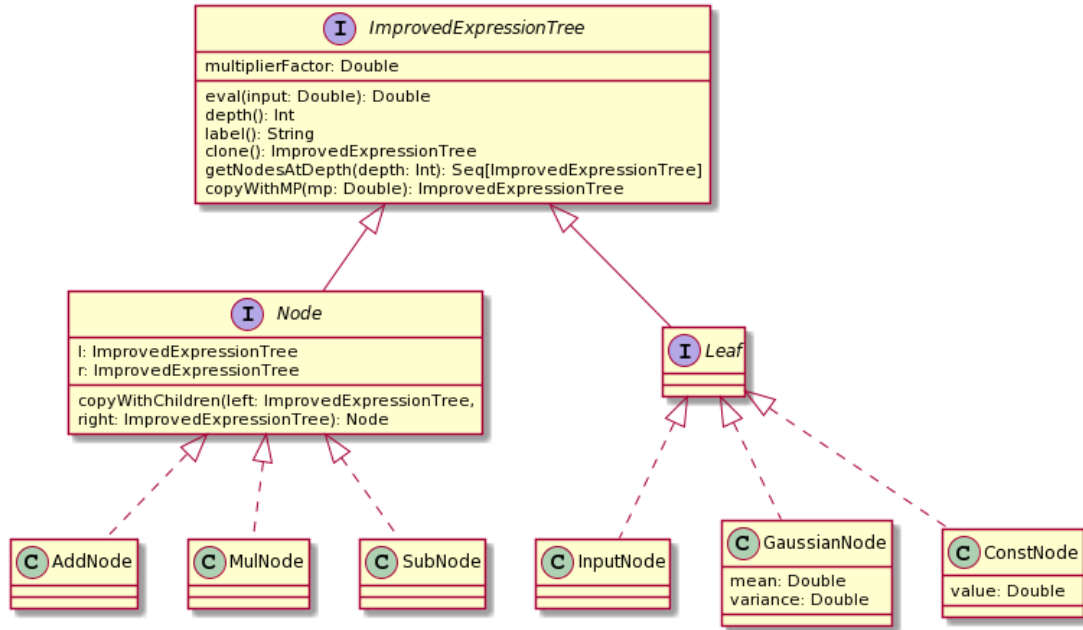 I ImprovedExpressionTree
multiplierFactor: Double
eval(input: Double): Double
depth(): Int
label(): String
clone(): ImprovedExpressionTree
getNodesAtDepth(depth: Int): Seq[ImprovedExpressionTree]
copyWithMP(mp: Double): ImprovedExpressionTree
I Node
l: ImprovedExpressionTree
r: ImprovedExpressionTree
copyWithChildren(left: ImprovedExpressionTree,
right: ImprovedExpressionTree): Node
I Leaf
C AddNode
C MulNode
C SubNode
C InputNode
C GaussianNode
mean: Double
variance: Double
C ConstNode
value: Double